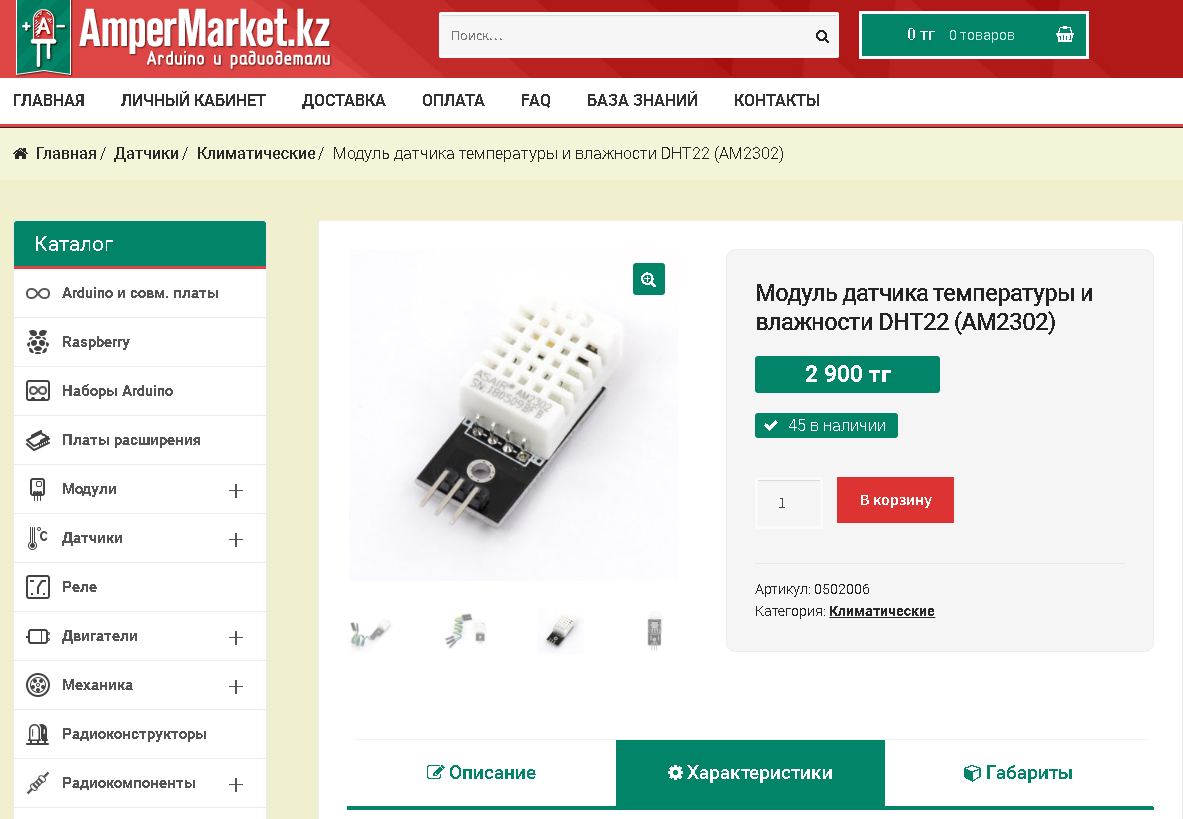 AmperMarket.kz
Arduino и радиодетали
Поиск...
0 тг 0 товаров
ГЛАВНАЯ ЛИЧНЫЙ КАБИНЕТ ДОСТАВКА ОПЛАТА FAQ БАЗА ЗНАНИЙ КОНТАКТЫ
Главная / Датчики / Климатические / Модуль датчика температуры и влажности DHT22 (AM2302)
Каталог
Arduino и совм. платы
Raspberry
Наборы Arduino
Платы расширения
Модули
Датчики
Реле
Двигатели
Механика
Радиоконструкторы
Радиокомпоненты
ASAIR AM2302
Модуль датчика температуры и
влажности DHT22 (AM2302)
2 900 тг
45 в наличии
1
В корзину
Артикул: 0502006
Категория: Климатические
Описание
Характеристики
Габариты